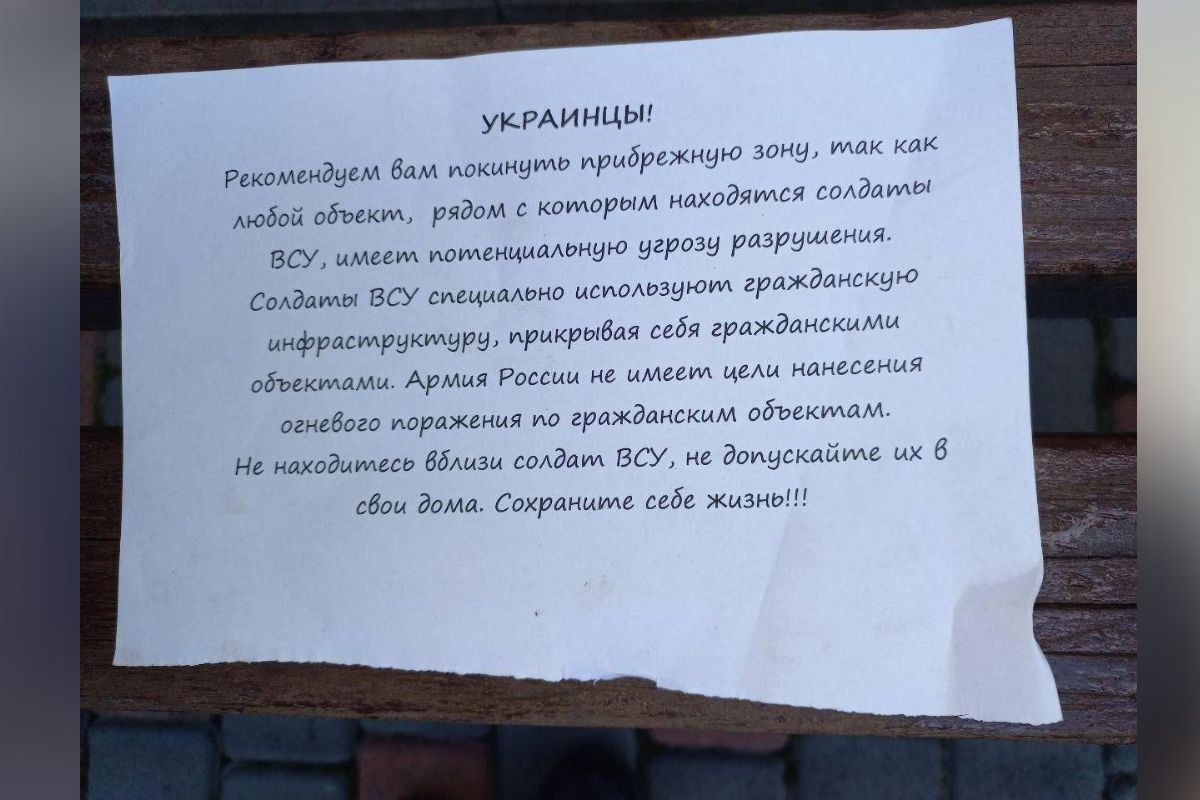 УКРАИНЦЫ!
Рекомендуем вам покинуть прибрежную зону, так как
любой объект, рядом с которым находятся солдаты
ВСУ, имеет потенциальную угрозу разрушения.
Солдаты ВСУ специально используют гражданскую
инфраструктуру, прикрывая себя гражданскими
объектами. Армия России не имеет цели нанесения
огневого поражения по гражданским объектам.
Не находитесь вблизи солдат ВСУ, не допускайте их в
свои дома. Сохраните себе жизнь!!!